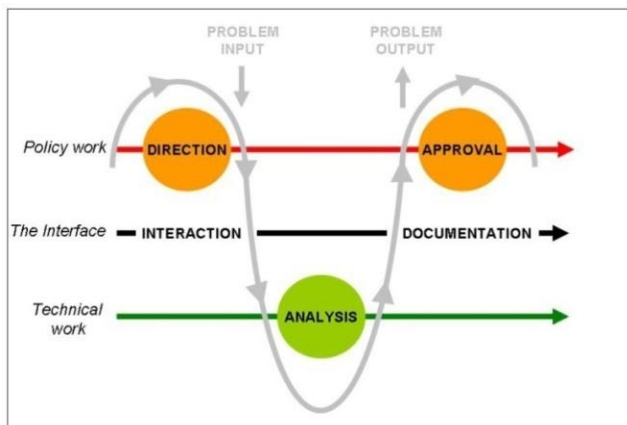 PROBLEM
INPUT
PROBLEM
OUTPUT
Policy work
DIRECTION
APPROVAL
The Interface
INTERACTION
DOCUMENTATION
Technical
work
ANALYSIS